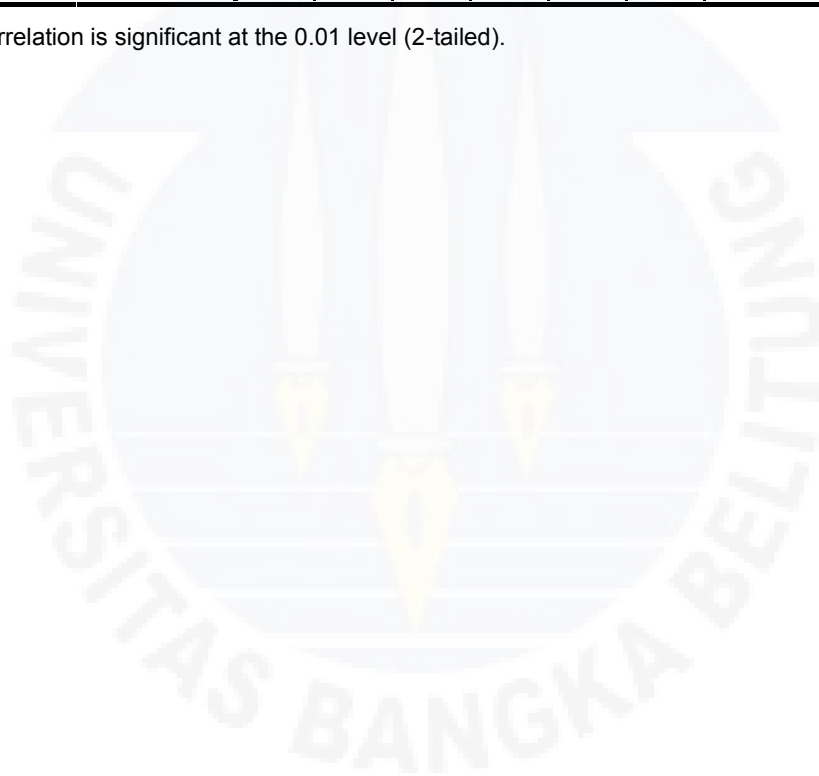 rrelation is significant at the 0.01 level (2-tailed).
UNIVERSITAS BANGKA BELITUNG